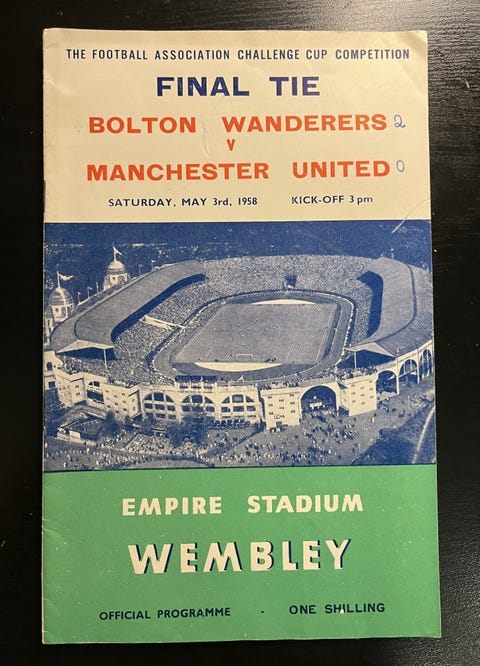 THE FOOTBALL ASSOCIATION CHALLENGE CUP COMPETITION
FINAL TIE
BOLTON WANDERERS 2
V
MANCHESTER UNITED 0
SATURDAY, MAY 3rd, 1958 KICK-OFF 3 pm
EMPIRE STADIUM
WEMBLEY
OFFICIAL PROGRAMME - ONE SHILLING